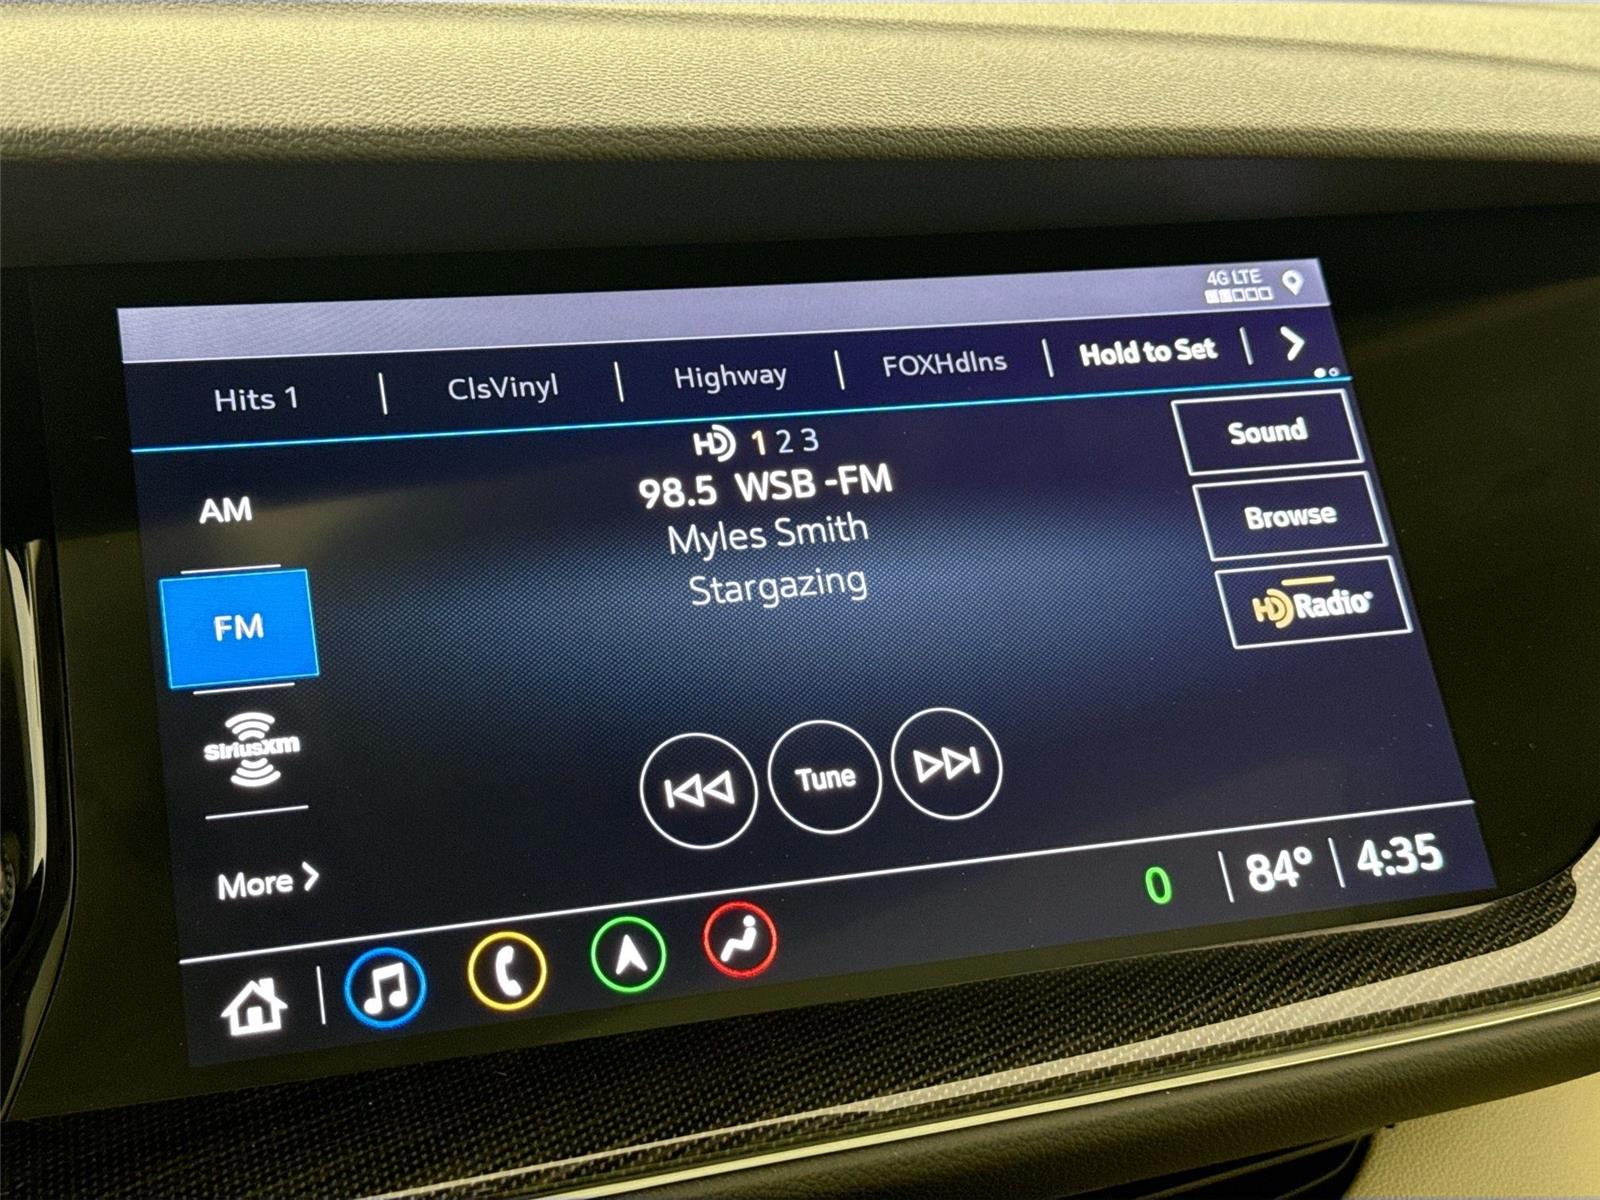 4G LTE
Hits 1 | ClsVinyl | Highway | FOXHdlns | Hold to Set
HD 1 2 3
98.5 WSB -FM
Myles Smith
Stargazing
AM
FM
SiriusXM
More
Sound
Browse
HD Radio
Tune
0 | 84° | 4:35